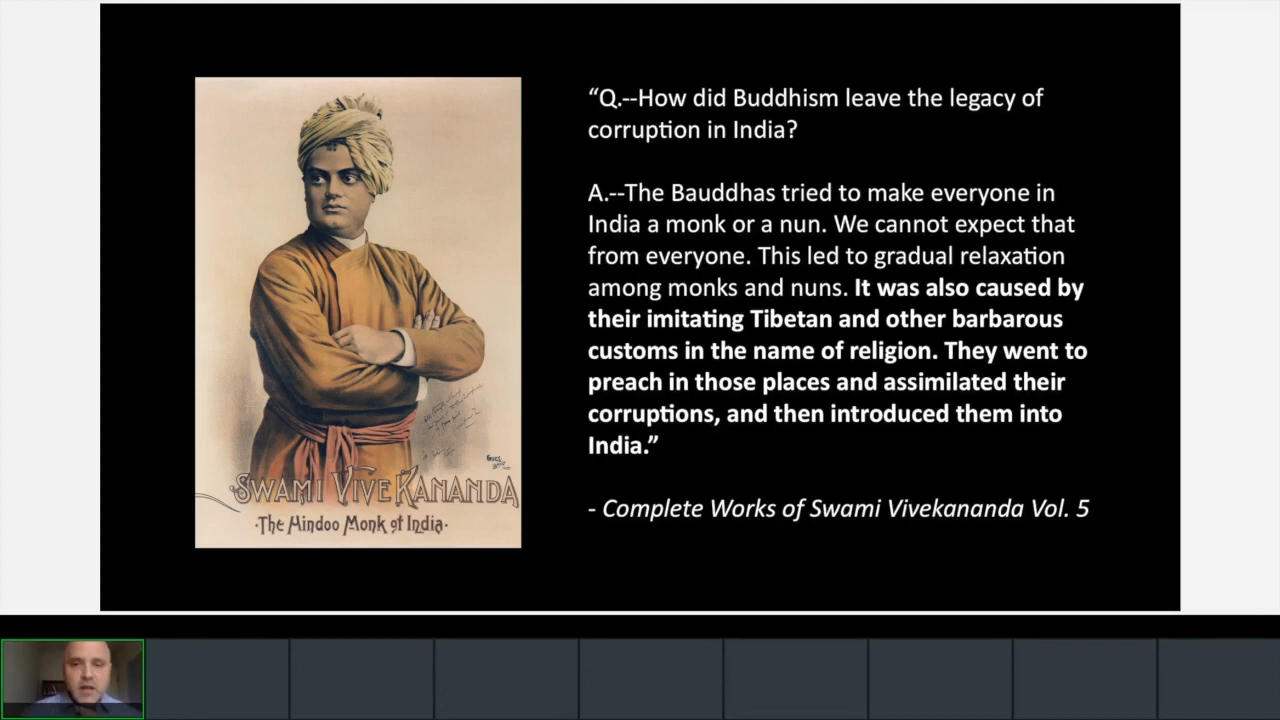 “Q.--How did Buddhism leave the legacy of
corruption in India?
A.--The Bauddhas tried to make everyone in
India a monk or a nun. We cannot expect that
from everyone. This led to gradual relaxation
among monks and nuns. It was also caused by
their imitating Tibetan and other barbarous
customs in the name of religion. They went to
preach in those places and assimilated their
corruptions, and then introduced them into
India.”
- Complete Works of Swami Vivekananda Vol. 5
SWAMI VIVE KANANDA
·The Hindoo Monk of India·